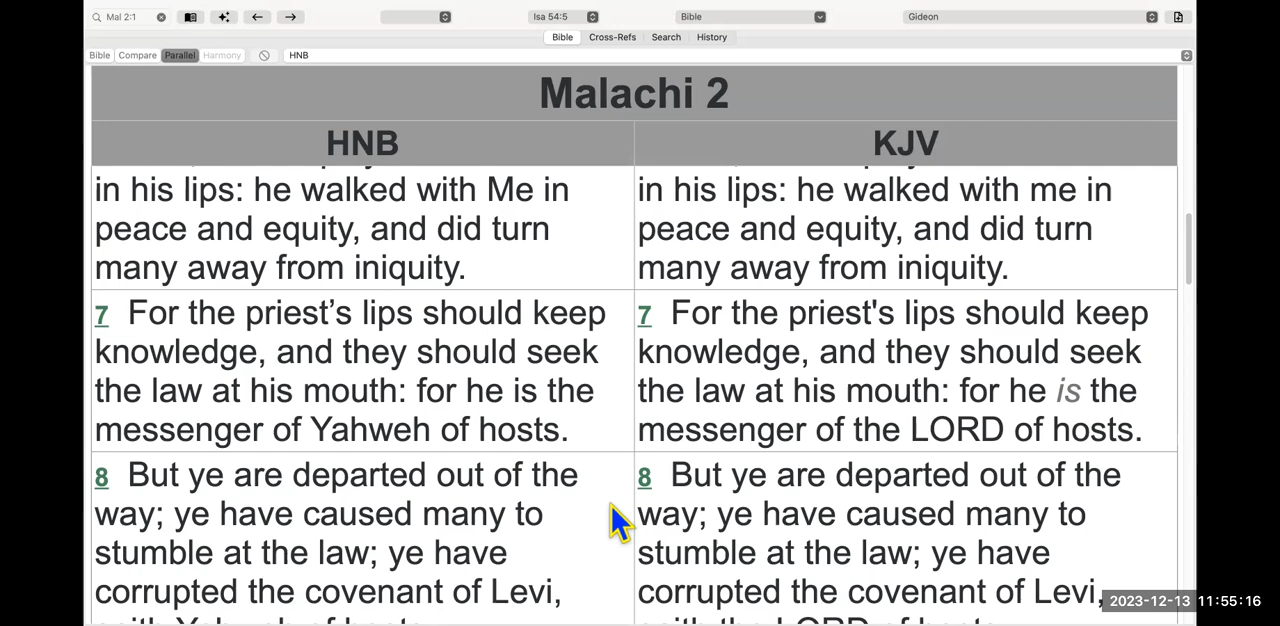 Mal 2:1 Isa 54:5 Bible Gideon
Bible Cross-Refs Search History
Bible Compare Parallel Harmony HNB
Malachi 2
HNB
in his lips: he walked with Me in
peace and equity, and did turn
many away from iniquity.
7 For the priest’s lips should keep
knowledge, and they should seek
the law at his mouth: for he is the
messenger of Yahweh of hosts.
8 But ye are departed out of the
way; ye have caused many to
stumble at the law; ye have
corrupted the covenant of Levi,
KJV
in his lips: he walked with me in
peace and equity, and did turn
many away from iniquity.
7 For the priest's lips should keep
knowledge, and they should seek
the law at his mouth: for he is the
messenger of the LORD of hosts.
8 But ye are departed out of the
way; ye have caused many to
stumble at the law; ye have
corrupted the covenant of Levi,
2023-12-13 11:55:16